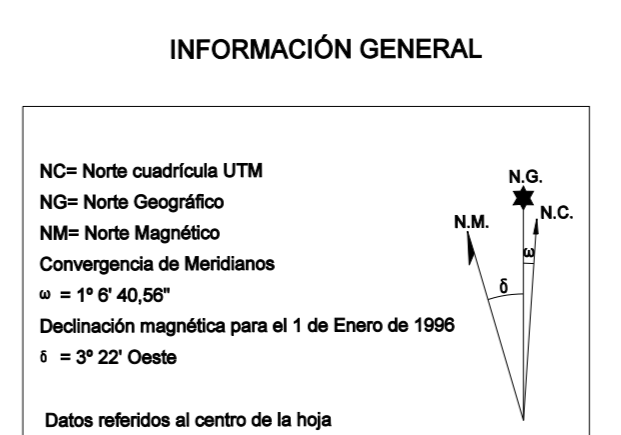 INFORMACIÓN GENERAL
NC= Norte cuadrícula UTM
NG= Norte Geográfico
NM= Norte Magnético
Convergencia de Meridianos
ω = 1º 6' 40,56"
Declinación magnética para el 1 de Enero de 1996
δ = 3º 22' Oeste
Datos referidos al centro de la hoja
N.G.
N.M.
N.C.
ω
δ